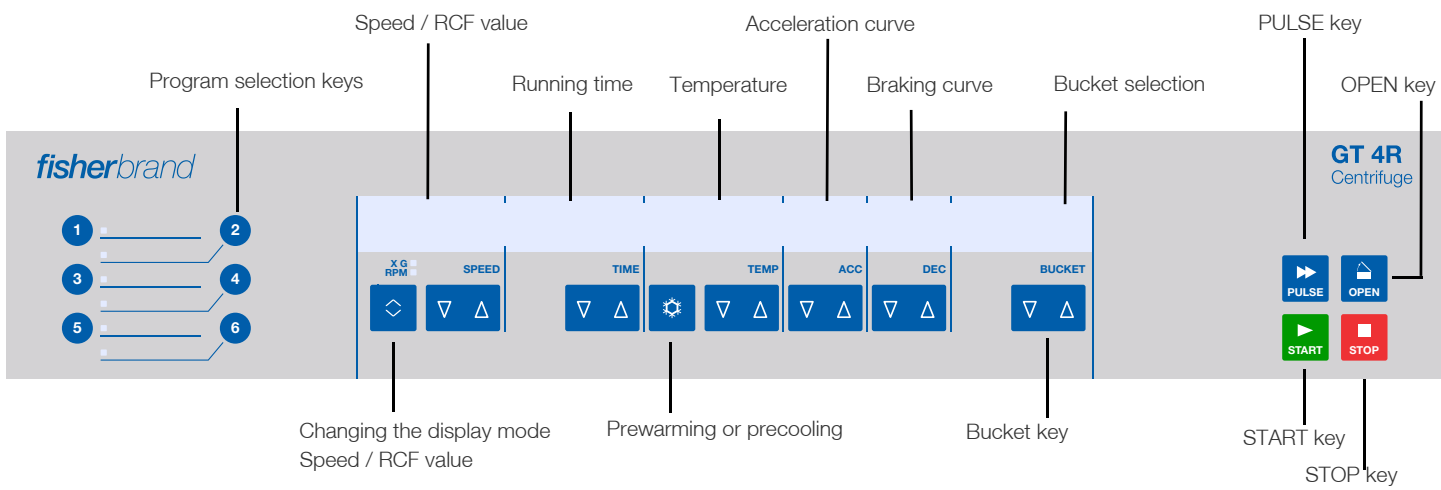 Speed / RCF value
Acceleration curve
PULSE key
Program selection keys
Running time
Temperature
Braking curve
Bucket selection
OPEN key
fisherbrand
GT 4R
Centrifuge
1
2
3
4
5
6
X G
RPM
SPEED
TIME
TEMP
ACC
DEC
BUCKET
PULSE
OPEN
START
STOP
Changing the display mode
Speed / RCF value
Prewarming or precooling
Bucket key
START key
STOP key